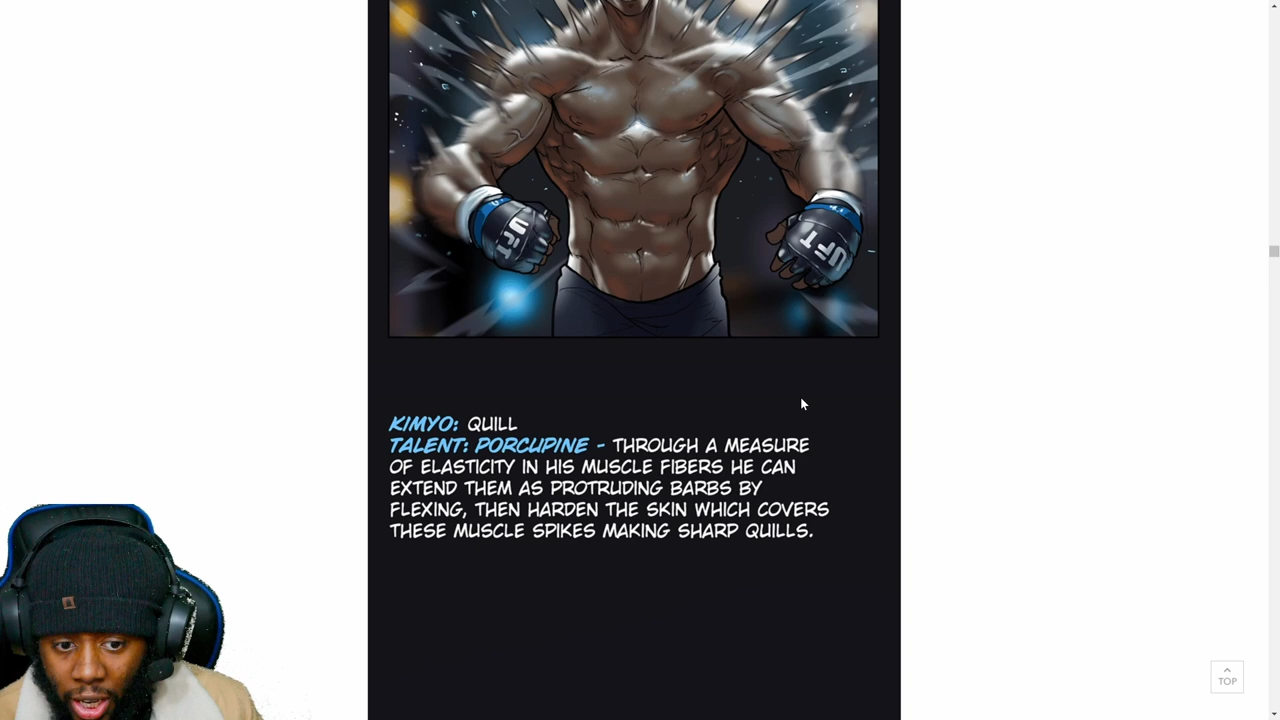 UFT
UFT
KIMYO: QUILL
TALENT: PORCUPINE - THROUGH A MEASURE
OF ELASTICITY IN HIS MUSCLE FIBERS HE CAN
EXTEND THEM AS PROTRUDING BARBS BY
FLEXING, THEN HARDEN THE SKIN WHICH COVERS
THESE MUSCLE SPIKES MAKING SHARP QUILLS.
TOP